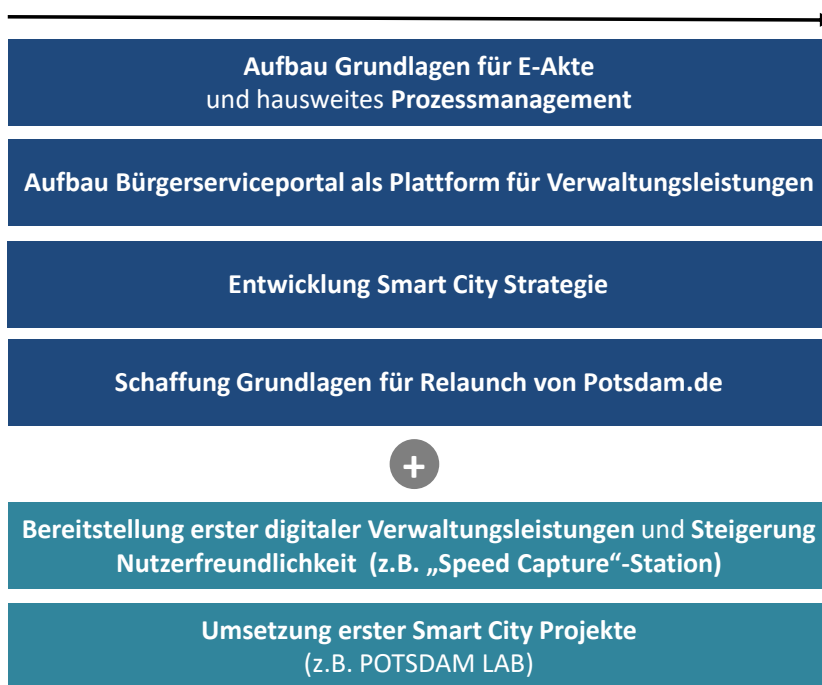 Aufbau Grundlagen für E-Akte
und hausweites Prozessmanagement
Aufbau Bürgerserviceportal als Plattform für Verwaltungsleistungen
Entwicklung Smart City Strategie
Schaffung Grundlagen für Relaunch von Potsdam.de
+
Bereitstellung erster digitaler Verwaltungsleistungen und Steigerung
Nutzerfreundlichkeit (z.B. „Speed Capture“-Station)
Umsetzung erster Smart City Projekte
(z.B. POTSDAM LAB)